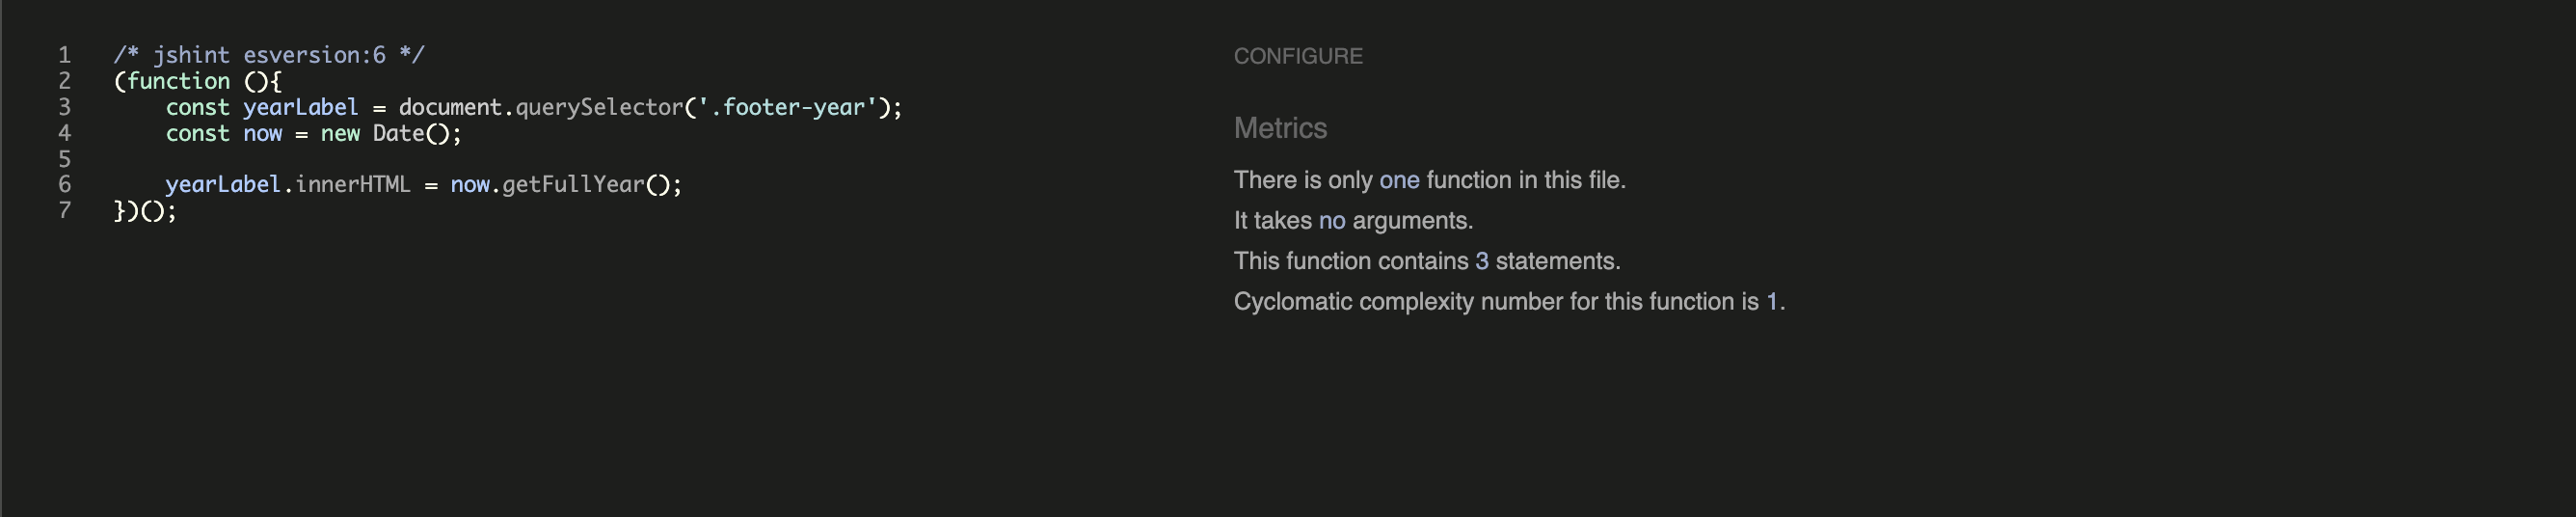 1 /* jshint esversion:6 */
2 (function (){
3     const yearLabel = document.querySelector('.footer-year');
4     const now = new Date();
5
6     yearLabel.innerHTML = now.getFullYear();
7 })();
CONFIGURE
Metrics
There is only one function in this file.
It takes no arguments.
This function contains 3 statements.
Cyclomatic complexity number for this function is 1.